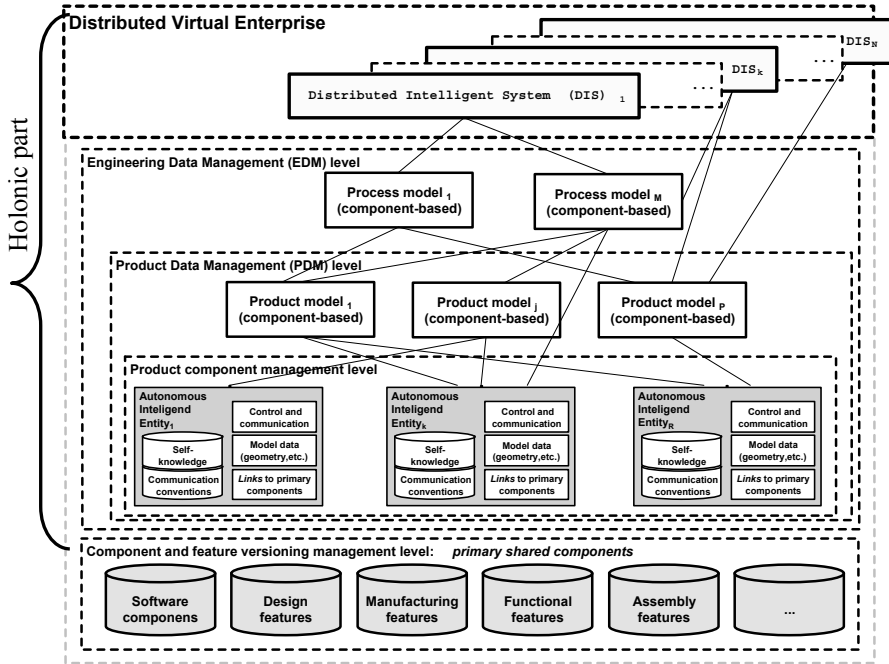 Distributed Virtual Enterprise
DIS N
...
DIS k
...
Distributed Intelligent System (DIS) 1
Holonic part
Engineering Data Management (EDM) level
Process model 1
(component-based)
Process model M
(component-based)
Product Data Management (PDM) level
Product model 1
(component-based)
Product model j
(component-based)
Product model P
(component-based)
Product component management level
Autonomous
Inteligend
Entity1
Self-
knowledge
Communication
conventions
Control and
communication
Model data
(geometry,etc.)
Links to primary
components
Autonomous
Inteligend
Entityk
Self-
knowledge
Communication
conventions
Control and
communication
Model data
(geometry,etc.)
Links to primary
components
Autonomous
Inteligend
EntityR
Self-
knowledge
Communication
conventions
Control and
communication
Model data
(geometry,etc.)
Links to primary
components
Component and feature versioning management level: primary shared components
Software
componens
Design
features
Manufacturing
features
Functional
features
Assembly
features
...